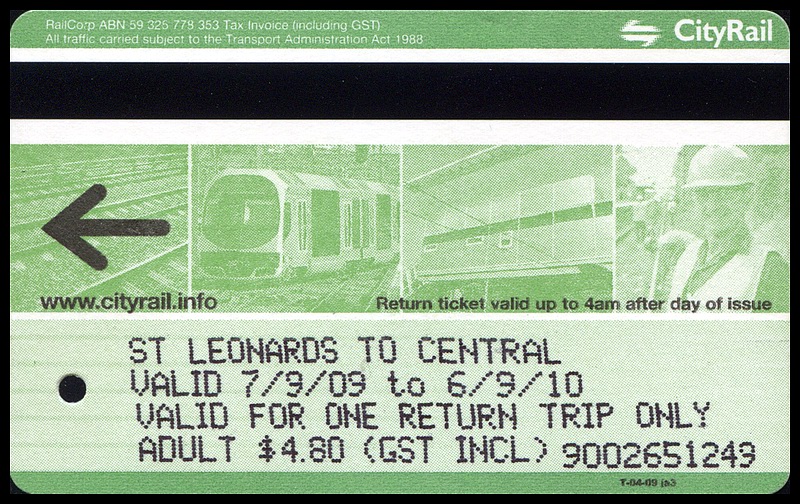 RailCorp ABN 59 325 778 353 Tax Invoice (including GST)
All traffic carried subject to the Transport Administration Act 1988
CityRail
www.cityrail.info
Return ticket valid up to 4am after day of issue
ST LEONARDS TO CENTRAL
VALID 7/9/09 to 6/9/10
VALID FOR ONE RETURN TRIP ONLY
ADULT $4.80 (GST INCL) 9002651249
T-04-09 ja3